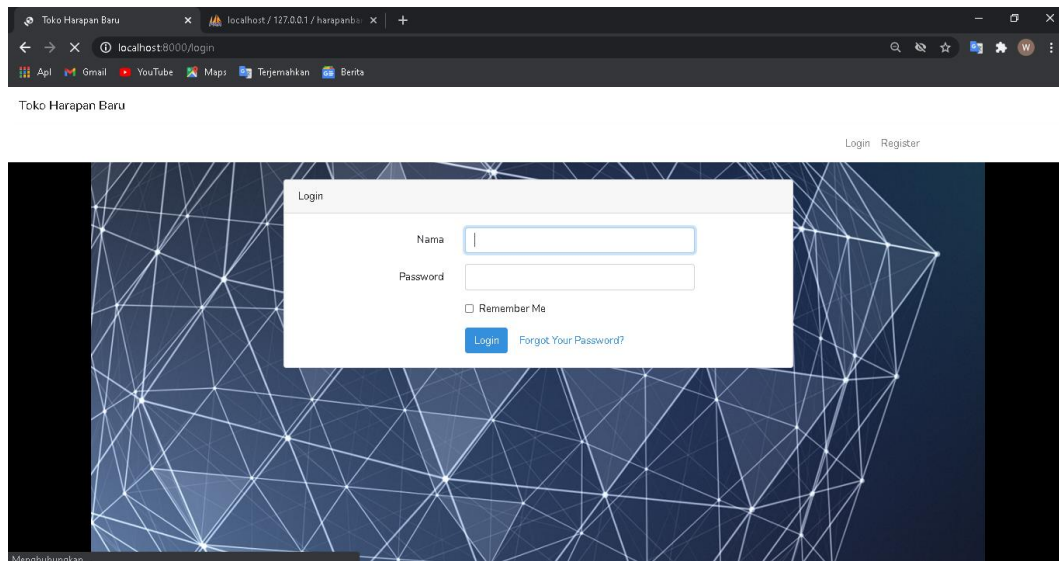 Toko Harapan Baru
localhost / 127.0.0.1 / harapanba
localhost:8000/login
W
Apl Gmail YouTube Maps Terjemahkan Berita
Toko Harapan Baru
Login Register
Login
Nama
Password
Remember Me
Login Forgot Your Password?
Menghubungkan